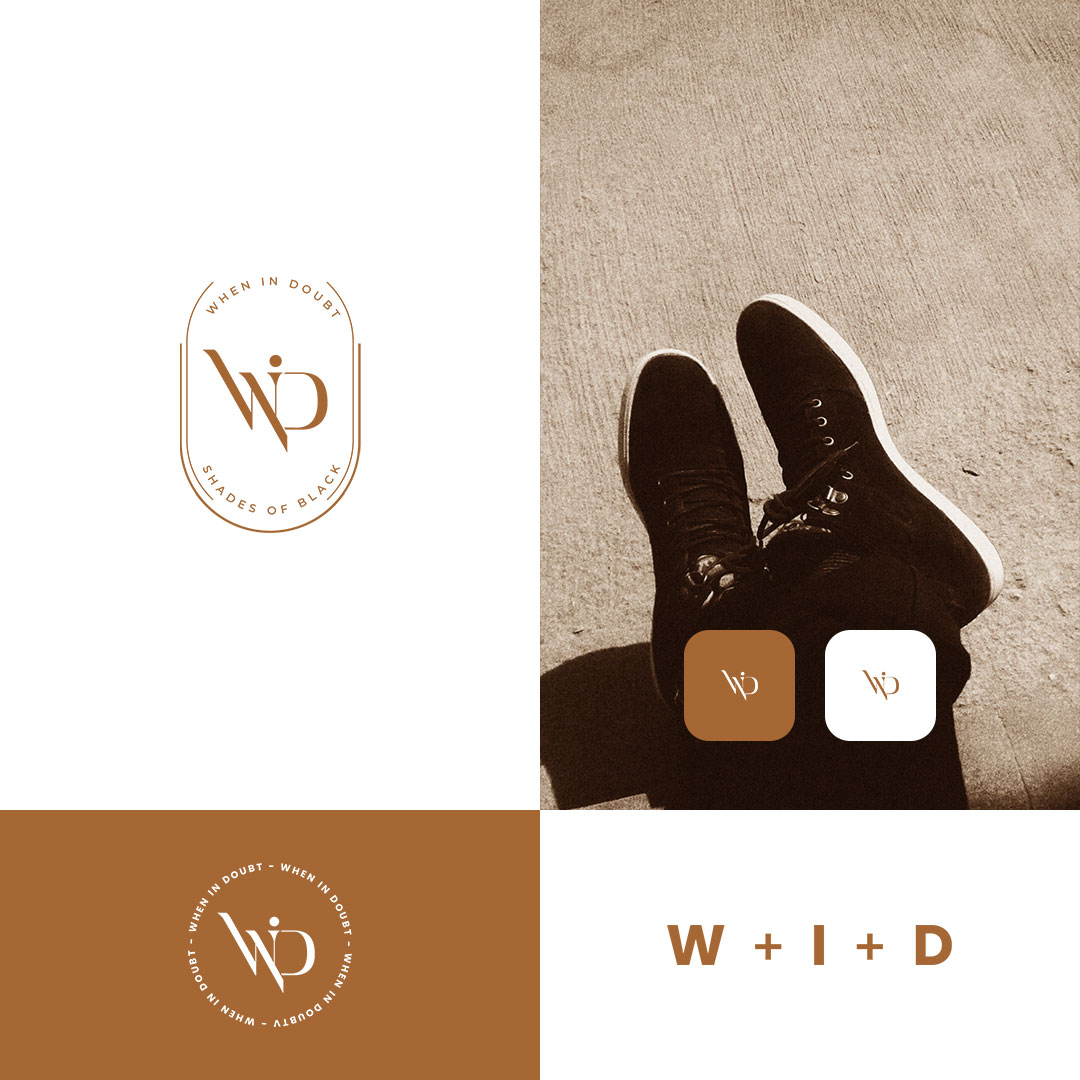 WHEN IN DOUBT
WiD
SHADES OF BLACK
WiD
WiD
WHEN IN DOUBT - WHEN IN DOUBT - WHEN IN DOUBTV - WHEN IN DOUBT -
WiD
W + I + D